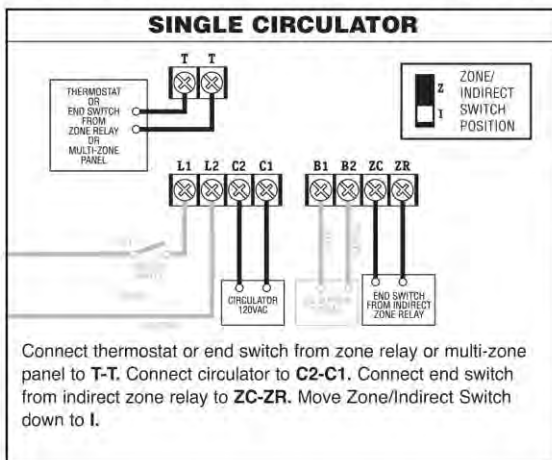 SINGLE CIRCULATOR
T T
THERMOSTAT
OR
END SWITCH
FROM
ZONE RELAY
OR
MULTI-ZONE
PANEL
Z
I
ZONE/
INDIRECT
SWITCH
POSITION
L1 L2 C2 C1 B1 B2 ZC ZR
CIRCULATOR
120VAC
END SWITCH
FROM INDIRECT
ZONE RELAY
Connect thermostat or end switch from zone relay or multi-zone
panel to T-T. Connect circulator to C2-C1. Connect end switch
from indirect zone relay to ZC-ZR. Move Zone/Indirect Switch
down to I.